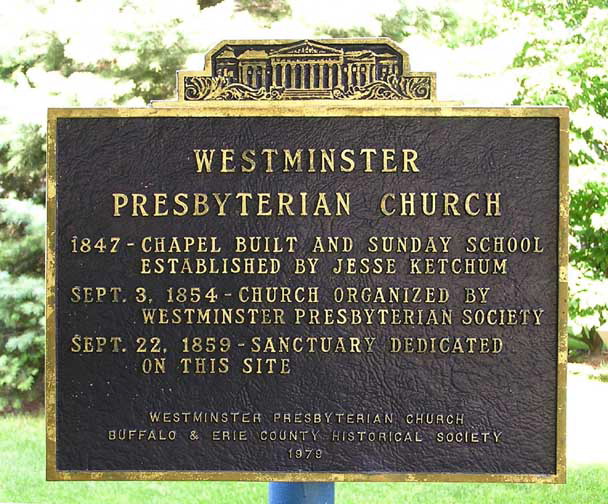 WESTMINSTER
PRESBYTERIAN CHURCH
1847 - CHAPEL BUILT AND SUNDAY SCHOOL
ESTABLISHED BY JESSE KETCHUM
SEPT. 3, 1854 - CHURCH ORGANIZED BY
WESTMINSTER PRESBYTERIAN SOCIETY
SEPT. 22, 1859 - SANCTUARY DEDICATED
ON THIS SITE
WESTMINSTER PRESBYTERIAN CHURCH
BUFFALO & ERIE COUNTY HISTORICAL SOCIETY
1979